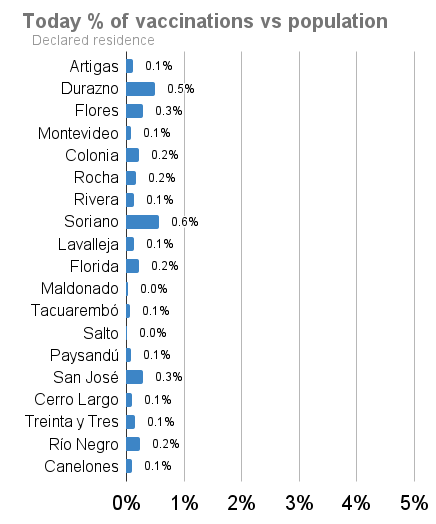 Today % of vaccinations vs population
Declared residence
Artigas 0.1%
Durazno 0.5%
Flores 0.3%
Montevideo 0.1%
Colonia 0.2%
Rocha 0.2%
Rivera 0.1%
Soriano 0.6%
Lavalleja 0.1%
Florida 0.2%
Maldonado 0.0%
Tacuarembó 0.1%
Salto 0.0%
Paysandú 0.1%
San José 0.3%
Cerro Largo 0.1%
Treinta y Tres 0.1%
Río Negro 0.2%
Canelones 0.1%
0% 1% 2% 3% 4% 5%